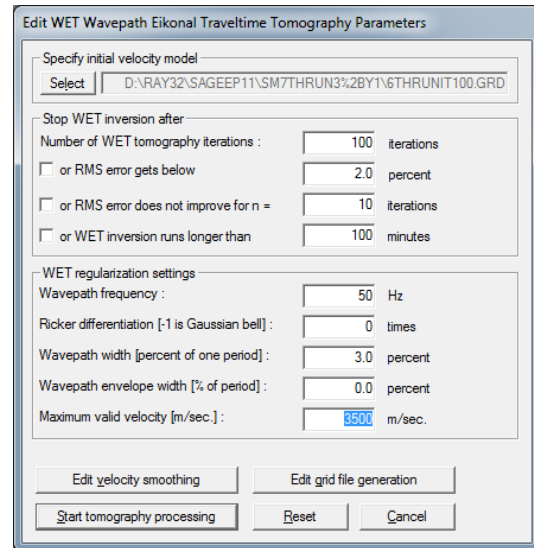 Edit WET Wavepath Eikonal Traveltime Tomography Parameters
Specify initial velocity model
Select D:\RAY32\SAGEEP11\SM7THRUN3%2BY1\6THRUNIT100.GRD
Stop WET inversion after
Number of WET tomography iterations : 100 iterations
or RMS error gets below 2.0 percent
or RMS error does not improve for n = 10 iterations
or WET inversion runs longer than 100 minutes
WET regularization settings
Wavepath frequency : 50 Hz
Ricker differentiation [-1 is Gaussian bell] : 0 times
Wavepath width [percent of one period] : 3.0 percent
Wavepath envelope width [% of period] : 0.0 percent
Maximum valid velocity [m/sec.] : 3500 m/sec.
Edit velocity smoothing Edit grid file generation
Start tomography processing Reset Cancel